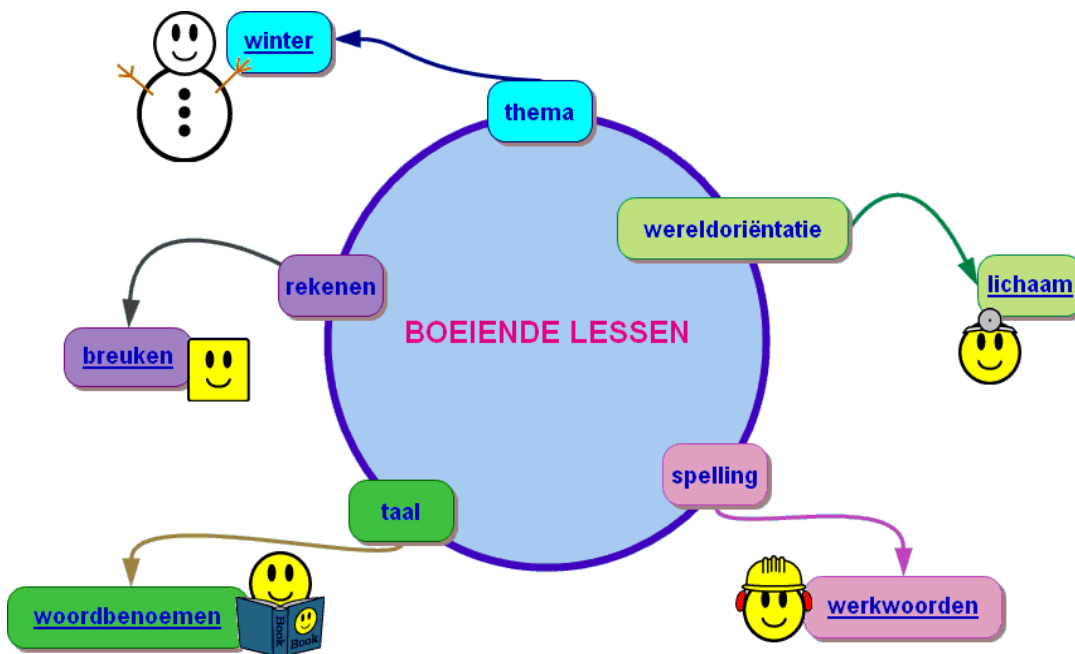 winter
thema
wereldoriëntatie
rekenen
lichaam
BOEIENDE LESSEN
breuken
spelling
taal
woordbenoemen
Book
Book
werkwoorden